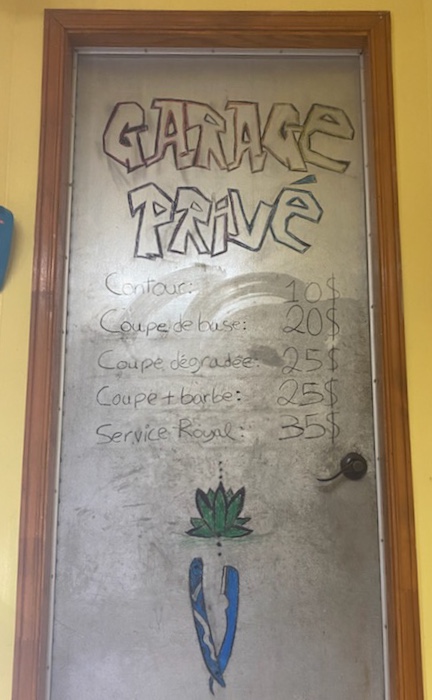 GARAGE
PRIVÉ
Contour: 10$
Coupe de base: 20$
Coupe dégradée: 25$
Coupe + barbe: 25$
Service Royal: 35$